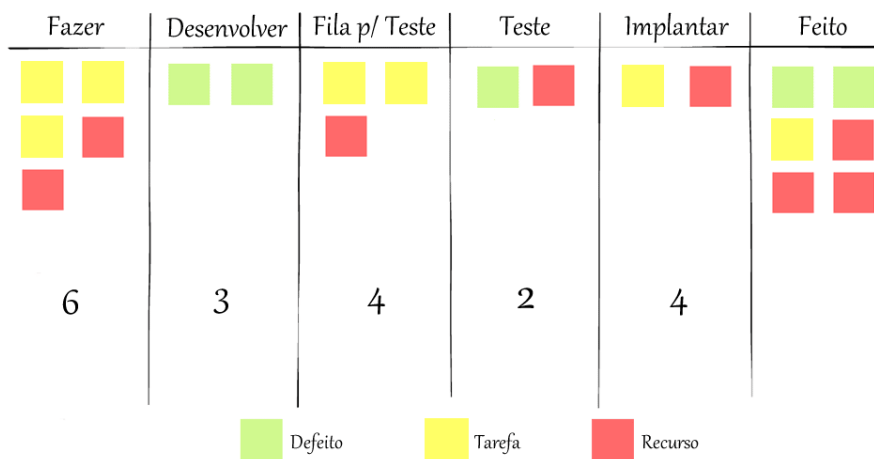 Fazer
Desenvolver
Fila p/ Teste
Teste
Implantar
Feito
6
3
4
2
4
Defeito
Tarefa
Recurso